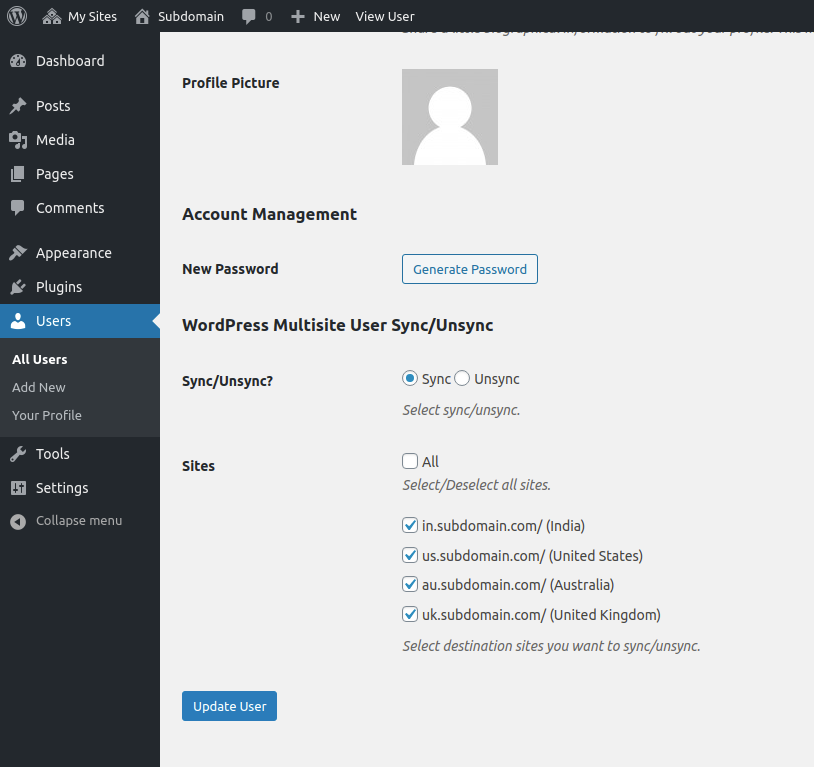 My Sites Subdomain 0 New View User
Dashboard
Posts
Media
Pages
Comments
Appearance
Plugins
Users
All Users
Add New
Your Profile
Tools
Settings
Collapse menu
Profile Picture
Account Management
New Password Generate Password
WordPress Multisite User Sync/Unsync
Sync/Unsync? Sync Unsync
Select sync/unsync.
Sites All
Select/Deselect all sites.
in.subdomain.com/ (India)
us.subdomain.com/ (United States)
au.subdomain.com/ (Australia)
uk.subdomain.com/ (United Kingdom)
Select destination sites you want to sync/unsync.
Update User